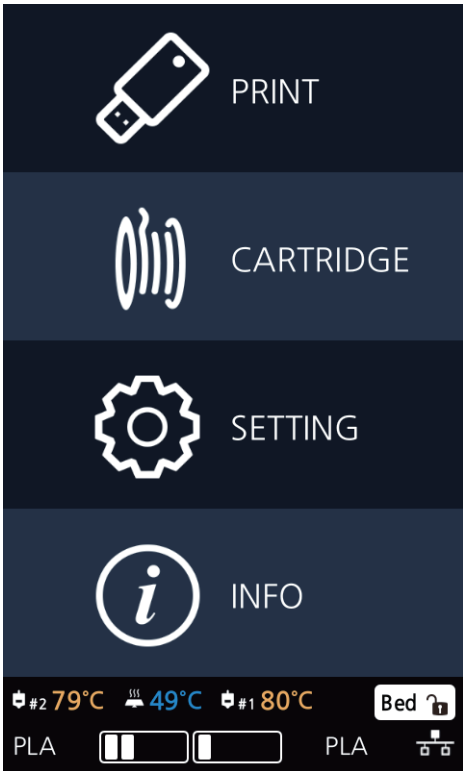 PRINT
CARTRIDGE
SETTING
i
INFO
#2 79°C 49°C #1 80°C Bed
PLA PLA